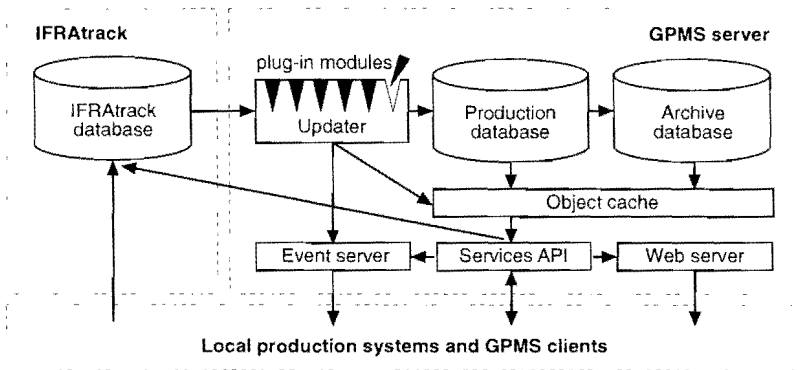 IFRAtrack
GPMS server
plug-in modules
IFRAtrack
database
Updater
Production
database
Archive
database
Object cache
Event server
Services API
Web server
Local production systems and GPMS clients